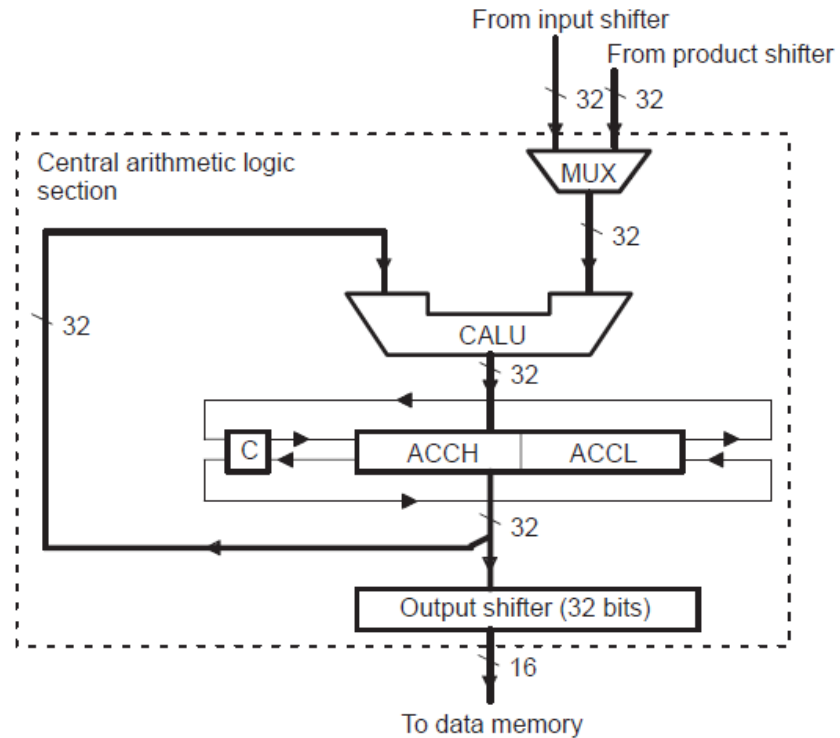 From input shifter
From product shifter
32
32
Central arithmetic logic
section
MUX
32
32
CALU
32
C
ACCH
ACCL
32
Output shifter (32 bits)
16
To data memory